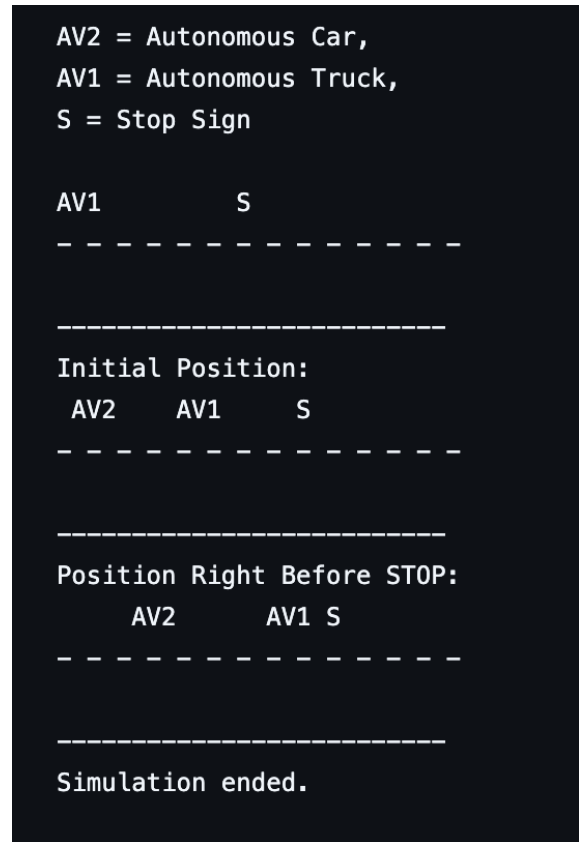 AV2 = Autonomous Car,
AV1 = Autonomous Truck,
S = Stop Sign
AV1         S
- - - - - - - - - - - - - -
--------------------------
Initial Position:
 AV2    AV1     S
- - - - - - - - - - - - - -
--------------------------
Position Right Before STOP:
     AV2      AV1 S
- - - - - - - - - - - - - -
--------------------------
Simulation ended.